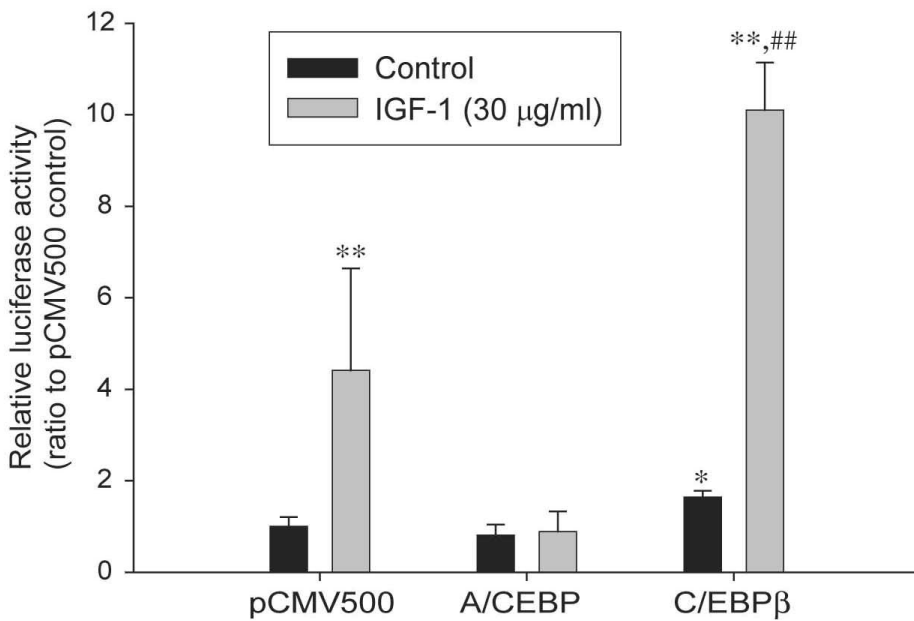 Relative luciferase activity
(ratio to pCMV500 control)
12
10
8
6
4
2
0
Control
IGF-1 (30 μg/ml)
**
*
**,##
pCMV500
A/CEBP
C/EBPβ